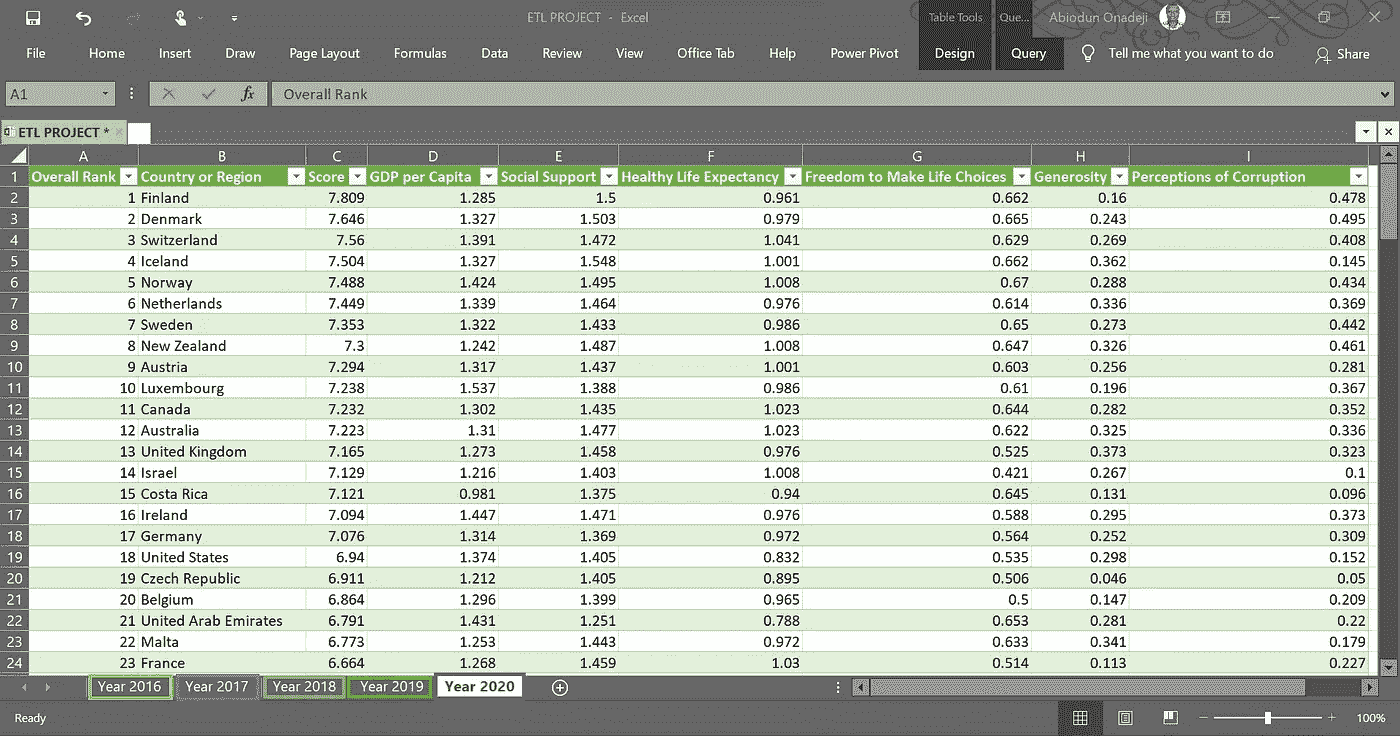 ETL PROJECT - Excel
Table Tools Que... Abiodun Onadeji
File Home Insert Draw Page Layout Formulas Data Review View Office Tab Help Power Pivot Design Query Tell me what you want to do Share
A1 fx Overall Rank
ETL PROJECT *
A B C D E F G H I
1 Overall Rank Country or Region Score GDP per Capita Social Support Healthy Life Expectancy Freedom to Make Life Choices Generosity Perceptions of Corruption
2 1 Finland 7.809 1.285 1.5 0.961 0.662 0.16 0.478
3 2 Denmark 7.646 1.327 1.503 0.979 0.665 0.243 0.495
4 3 Switzerland 7.56 1.391 1.472 1.041 0.629 0.269 0.408
5 4 Iceland 7.504 1.327 1.548 1.001 0.662 0.362 0.145
6 5 Norway 7.488 1.424 1.495 1.008 0.67 0.288 0.434
7 6 Netherlands 7.449 1.339 1.464 0.976 0.614 0.336 0.369
8 7 Sweden 7.353 1.322 1.433 0.986 0.65 0.273 0.442
9 8 New Zealand 7.3 1.242 1.487 1.008 0.647 0.326 0.461
10 9 Austria 7.294 1.317 1.437 1.001 0.603 0.256 0.281
11 10 Luxembourg 7.238 1.537 1.388 0.986 0.61 0.196 0.367
12 11 Canada 7.232 1.302 1.435 1.023 0.644 0.282 0.352
13 12 Australia 7.223 1.31 1.477 1.023 0.622 0.325 0.336
14 13 United Kingdom 7.165 1.273 1.458 0.976 0.525 0.373 0.323
15 14 Israel 7.129 1.216 1.403 1.008 0.421 0.267 0.1
16 15 Costa Rica 7.121 0.981 1.375 0.94 0.645 0.131 0.096
17 16 Ireland 7.094 1.447 1.471 0.976 0.588 0.295 0.373
18 17 Germany 7.076 1.314 1.369 0.972 0.564 0.252 0.309
19 18 United States 6.94 1.374 1.405 0.832 0.535 0.298 0.152
20 19 Czech Republic 6.911 1.212 1.405 0.895 0.506 0.046 0.05
21 20 Belgium 6.864 1.296 1.399 0.965 0.5 0.147 0.209
22 21 United Arab Emirates 6.791 1.431 1.251 0.788 0.653 0.281 0.22
23 22 Malta 6.773 1.253 1.443 0.972 0.633 0.341 0.179
24 23 France 6.664 1.268 1.459 1.03 0.514 0.113 0.227
Year 2016 Year 2017 Year 2018 Year 2019 Year 2020
Ready 100%